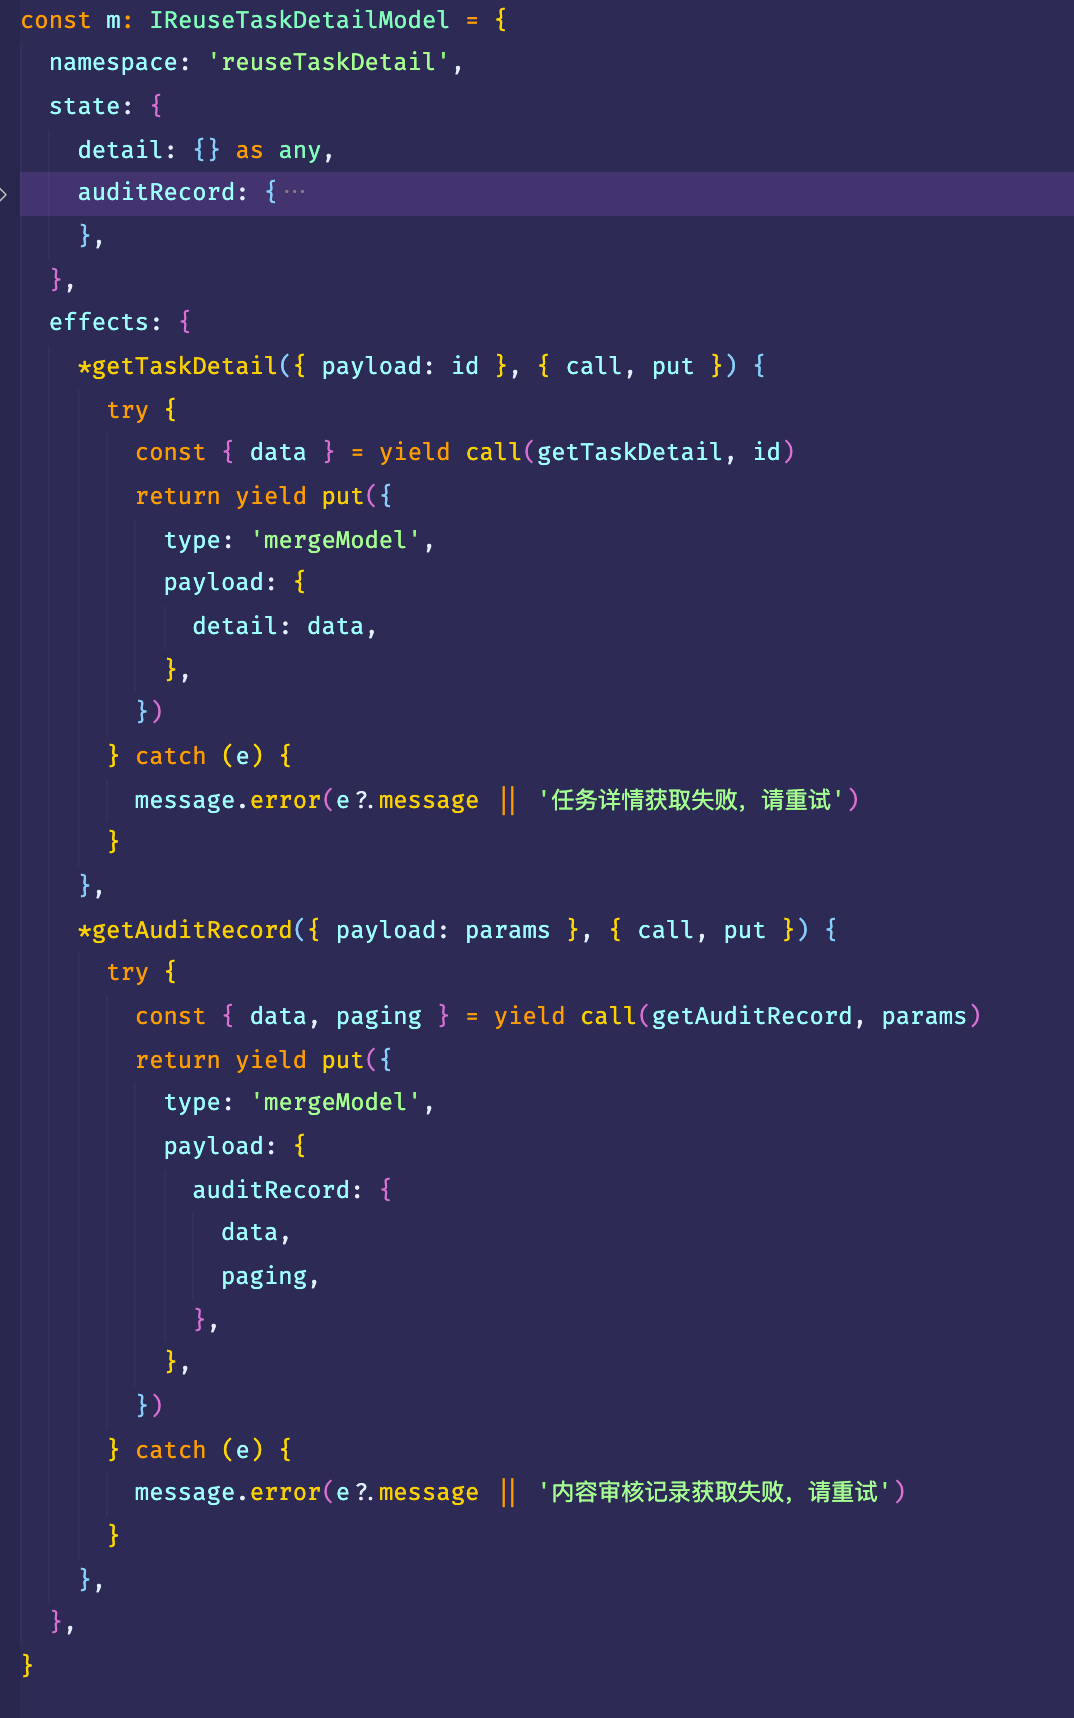 const m: IReuseTaskDetailModel = {
  namespace: 'reuseTaskDetail',
  state: {
    detail: {} as any,
    auditRecord: {···
    },
  },
  effects: {
    *getTaskDetail({ payload: id }, { call, put }) {
      try {
        const { data } = yield call(getTaskDetail, id)
        return yield put({
          type: 'mergeModel',
          payload: {
            detail: data,
          },
        })
      } catch (e) {
        message.error(e?.message || '任务详情获取失败，请重试')
      }
    },
    *getAuditRecord({ payload: params }, { call, put }) {
      try {
        const { data, paging } = yield call(getAuditRecord, params)
        return yield put({
          type: 'mergeModel',
          payload: {
            auditRecord: {
              data,
              paging,
            },
          },
        })
      } catch (e) {
        message.error(e?.message || '内容审核记录获取失败，请重试')
      }
    },
  },
}